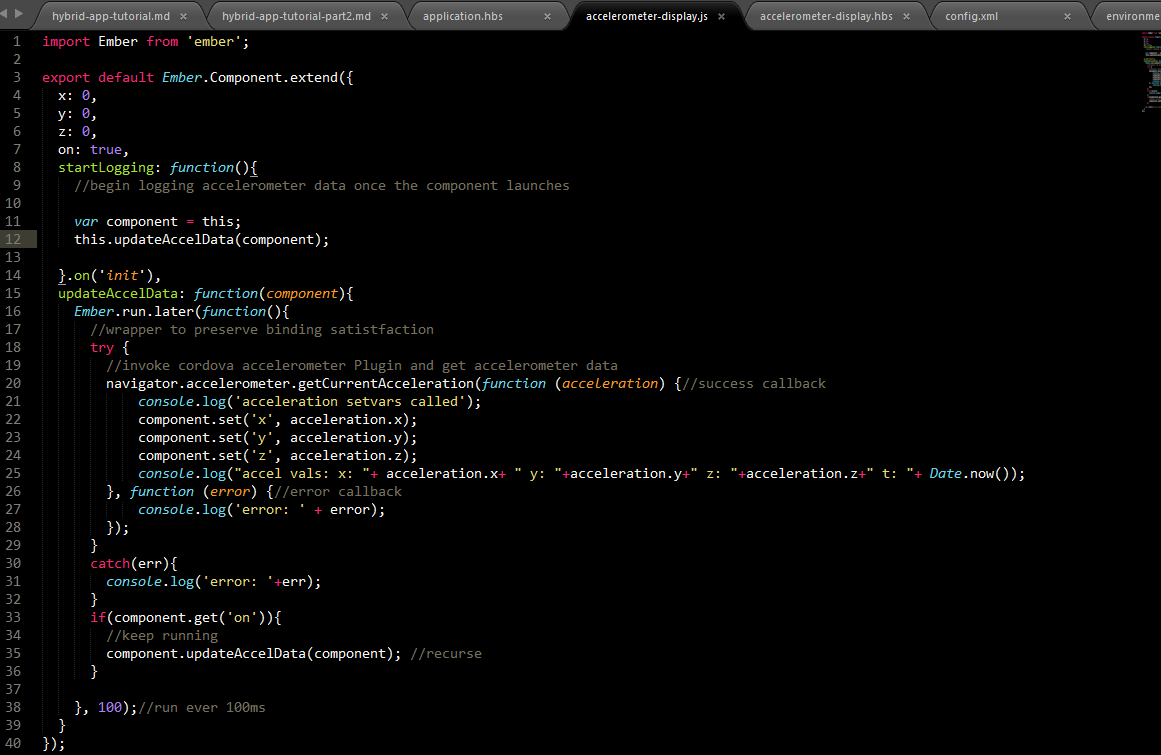 hybrid-app-tutorial.md × hybrid-app-tutorial-part2.md × application.hbs × accelerometer-display.js × accelerometer-display.hbs × config.xml × environme
1 import Ember from 'ember';
2
3 export default Ember.Component.extend({
4 x: 0,
5 y: 0,
6 z: 0,
7 on: true,
8 startLogging: function(){
9 //begin logging accelerometer data once the component launches
10
11 var component = this;
12 this.updateAccelData(component);
13
14 }.on('init'),
15 updateAccelData: function(component){
16 Ember.run.later(function(){
17 //wrapper to preserve binding satistfaction
18 try {
19 //invoke cordova accelerometer Plugin and get accelerometer data
20 navigator.accelerometer.getCurrentAcceleration(function (acceleration) {//success callback
21 console.log('acceleration setvars called');
22 component.set('x', acceleration.x);
23 component.set('y', acceleration.y);
24 component.set('z', acceleration.z);
25 console.log("accel vals: x: "+ acceleration.x+ " y: "+acceleration.y+" z: "+acceleration.z+" t: "+ Date.now());
26 }, function (error) {//error callback
27 console.log('error: ' + error);
28 });
29 }
30 catch(err){
31 console.log('error: '+err);
32 }
33 if(component.get('on')){
34 //keep running
35 component.updateAccelData(component); //recurse
36 }
37
38 }, 100);//run ever 100ms
39 }
40 });